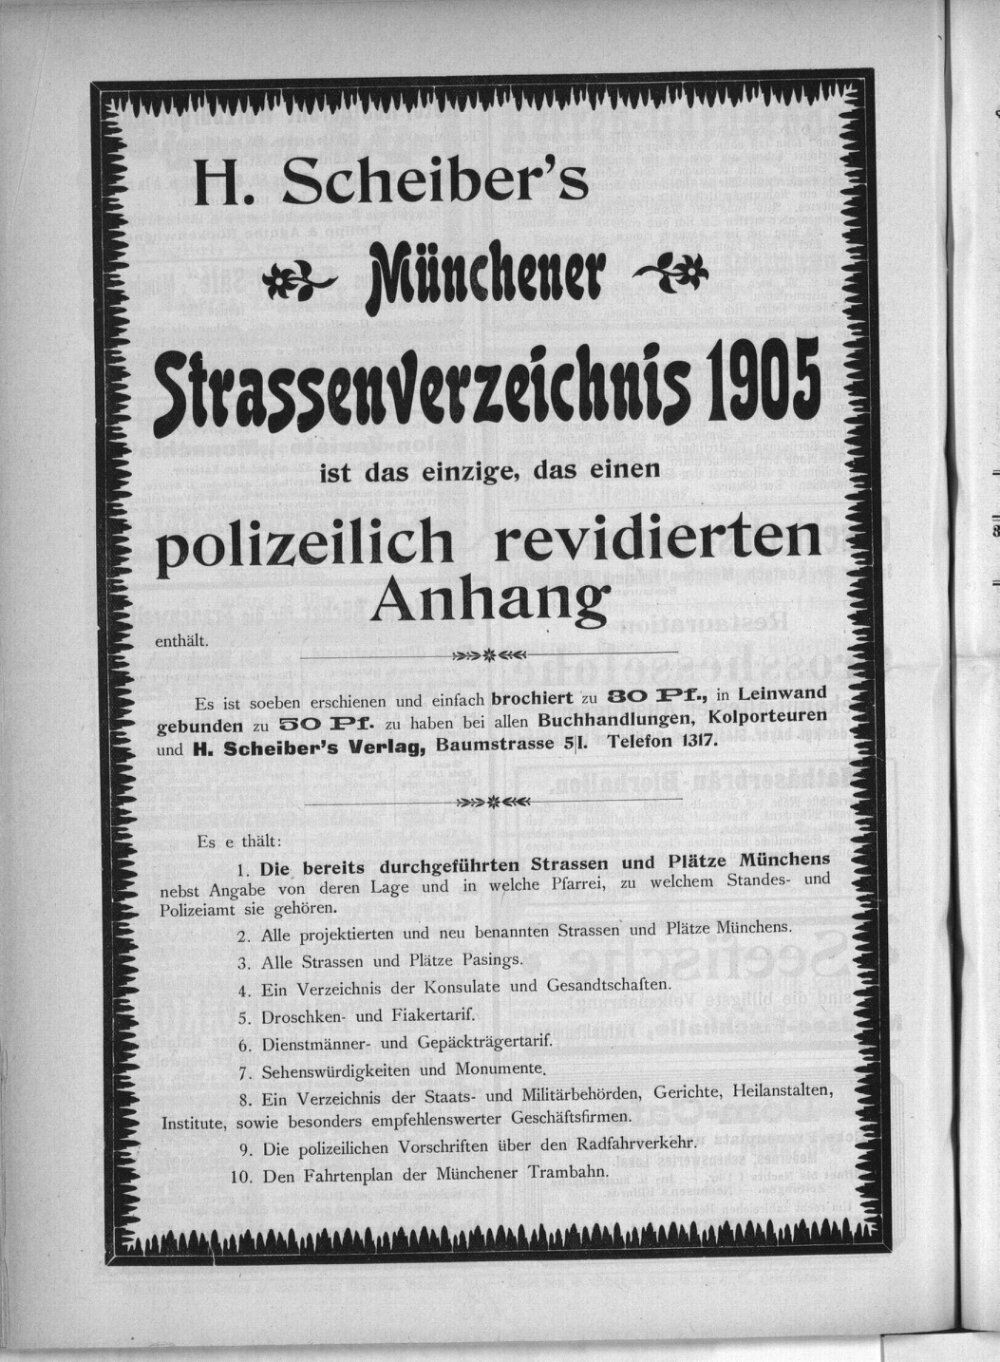 H. Scheiber's
Münchener
Strassenverzeichnis 1905
ist das einzige, das einen
polizeilich revidierten
Anhang
enthält.
Es ist soeben erschienen und einfach brochiert zu 30 Pf., in Leinwand
gebunden zu 50 Pf. zu haben bei allen Buchhandlungen, Kolporteuren
und H. Scheiber's Verlag, Baumstrasse 5|I. Telefon 1317.
Es e thält:
1. Die bereits durchgeführten Strassen und Plätze Münchens
nebst Angabe von deren Lage und in welche Pfarrei, zu welchem Standes- und
Polizeiamt sie gehören.
2. Alle projektierten und neu benannten Strassen und Plätze Münchens.
3. Alle Strassen und Plätze Pasings.
4. Ein Verzeichnis der Konsulate und Gesandtschaften.
5. Droschken- und Fiakertarif.
6. Dienstmänner- und Gepäckträgertarif.
7. Sehenswürdigkeiten und Monumente.
8. Ein Verzeichnis der Staats- und Militärbehörden, Gerichte, Heilanstalten,
Institute, sowie besonders empfehlenswerter Geschäftsfirmen.
9. Die polizeilichen Vorschriften über den Radfahrverkehr.
10. Den Fahrtenplan der Münchener Trambahn.